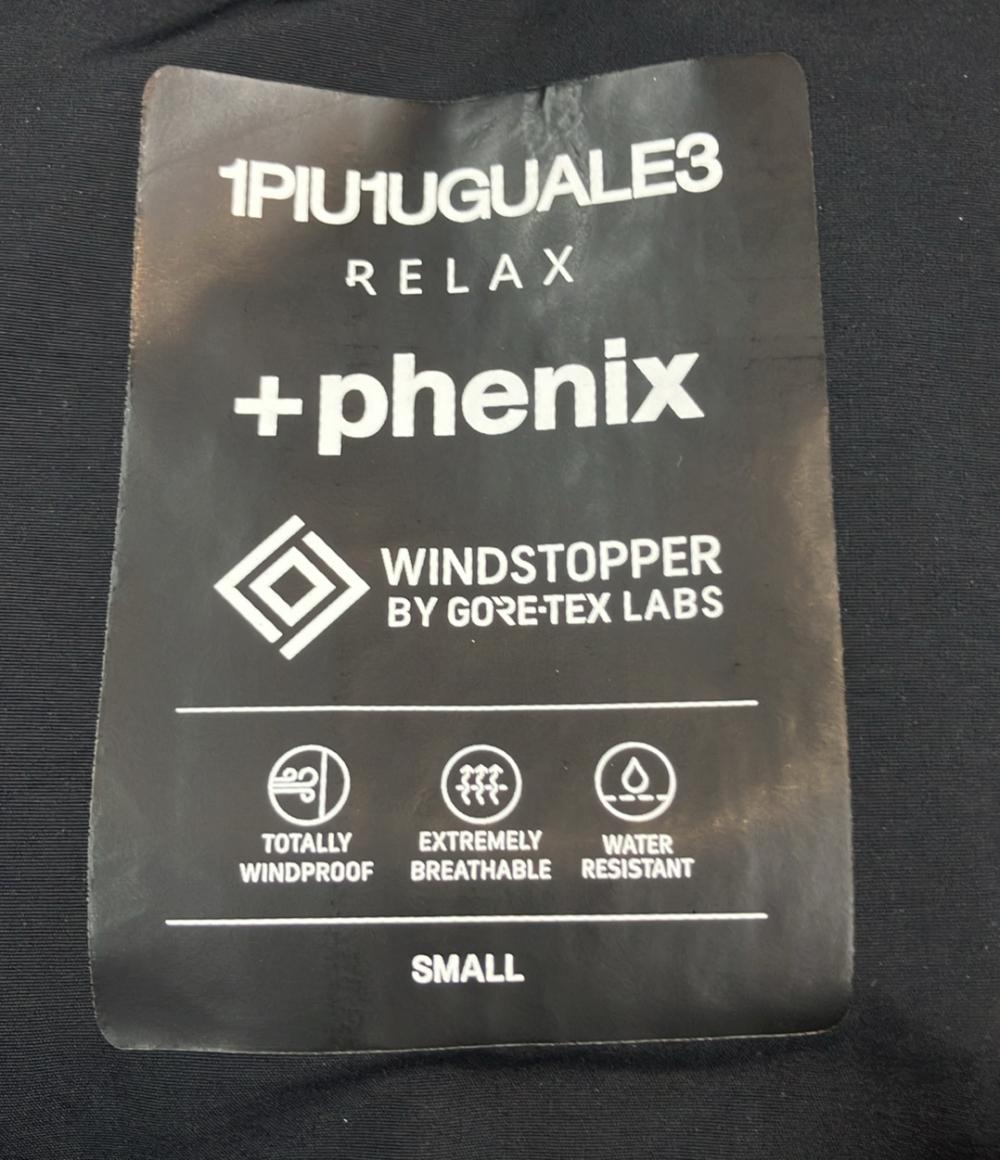 1PIU1UGUALE3
RELAX
+phenix
WINDSTOPPER
BY GORE-TEX LABS
TOTALLY
WINDPROOF
EXTREMELY
BREATHABLE
WATER
RESISTANT
SMALL